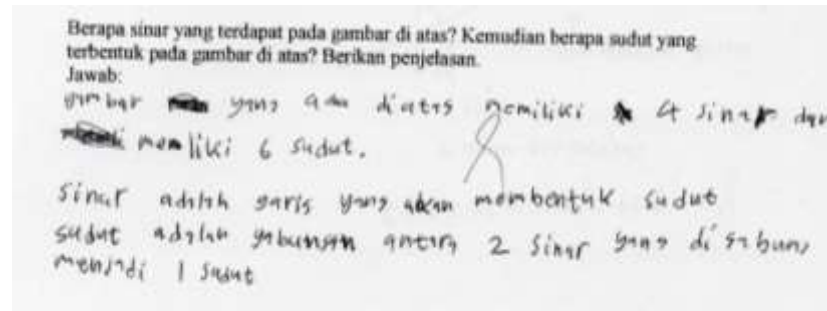 Berapa sinar yang terdapat pada gambar di atas? Kemudian berapa sudut yang
terbentuk pada gambar di atas? Berikan penjelasan.
Jawab:
gambar yang ada diatas memiliki 4 sinar dan
memliki 6 sudut.
sinar adalah garis yang akan membentuk sudut
sudut adalah gabungan antara 2 sinar yang di gabung
menjadi 1 sudut